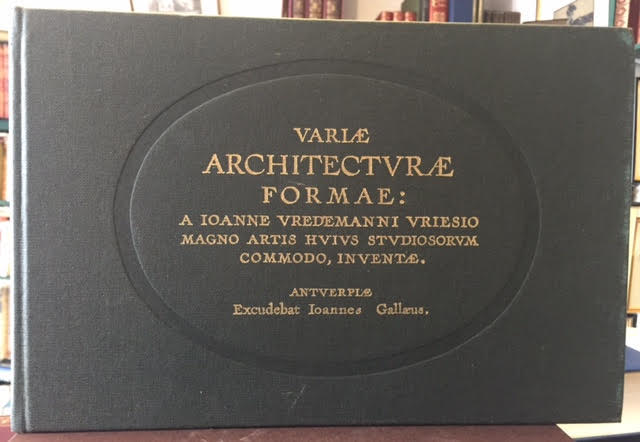 VARIÆ
ARCHITECTVRÆ
FORMAE:
A IOANNE VREDEMANNI VRIESIO
MAGNO ARTIS HVIVS STVDIOSORVM
COMMODO, INVENTÆ.
ANTVERPIÆ
Excudebat Ioannes Gallæus.